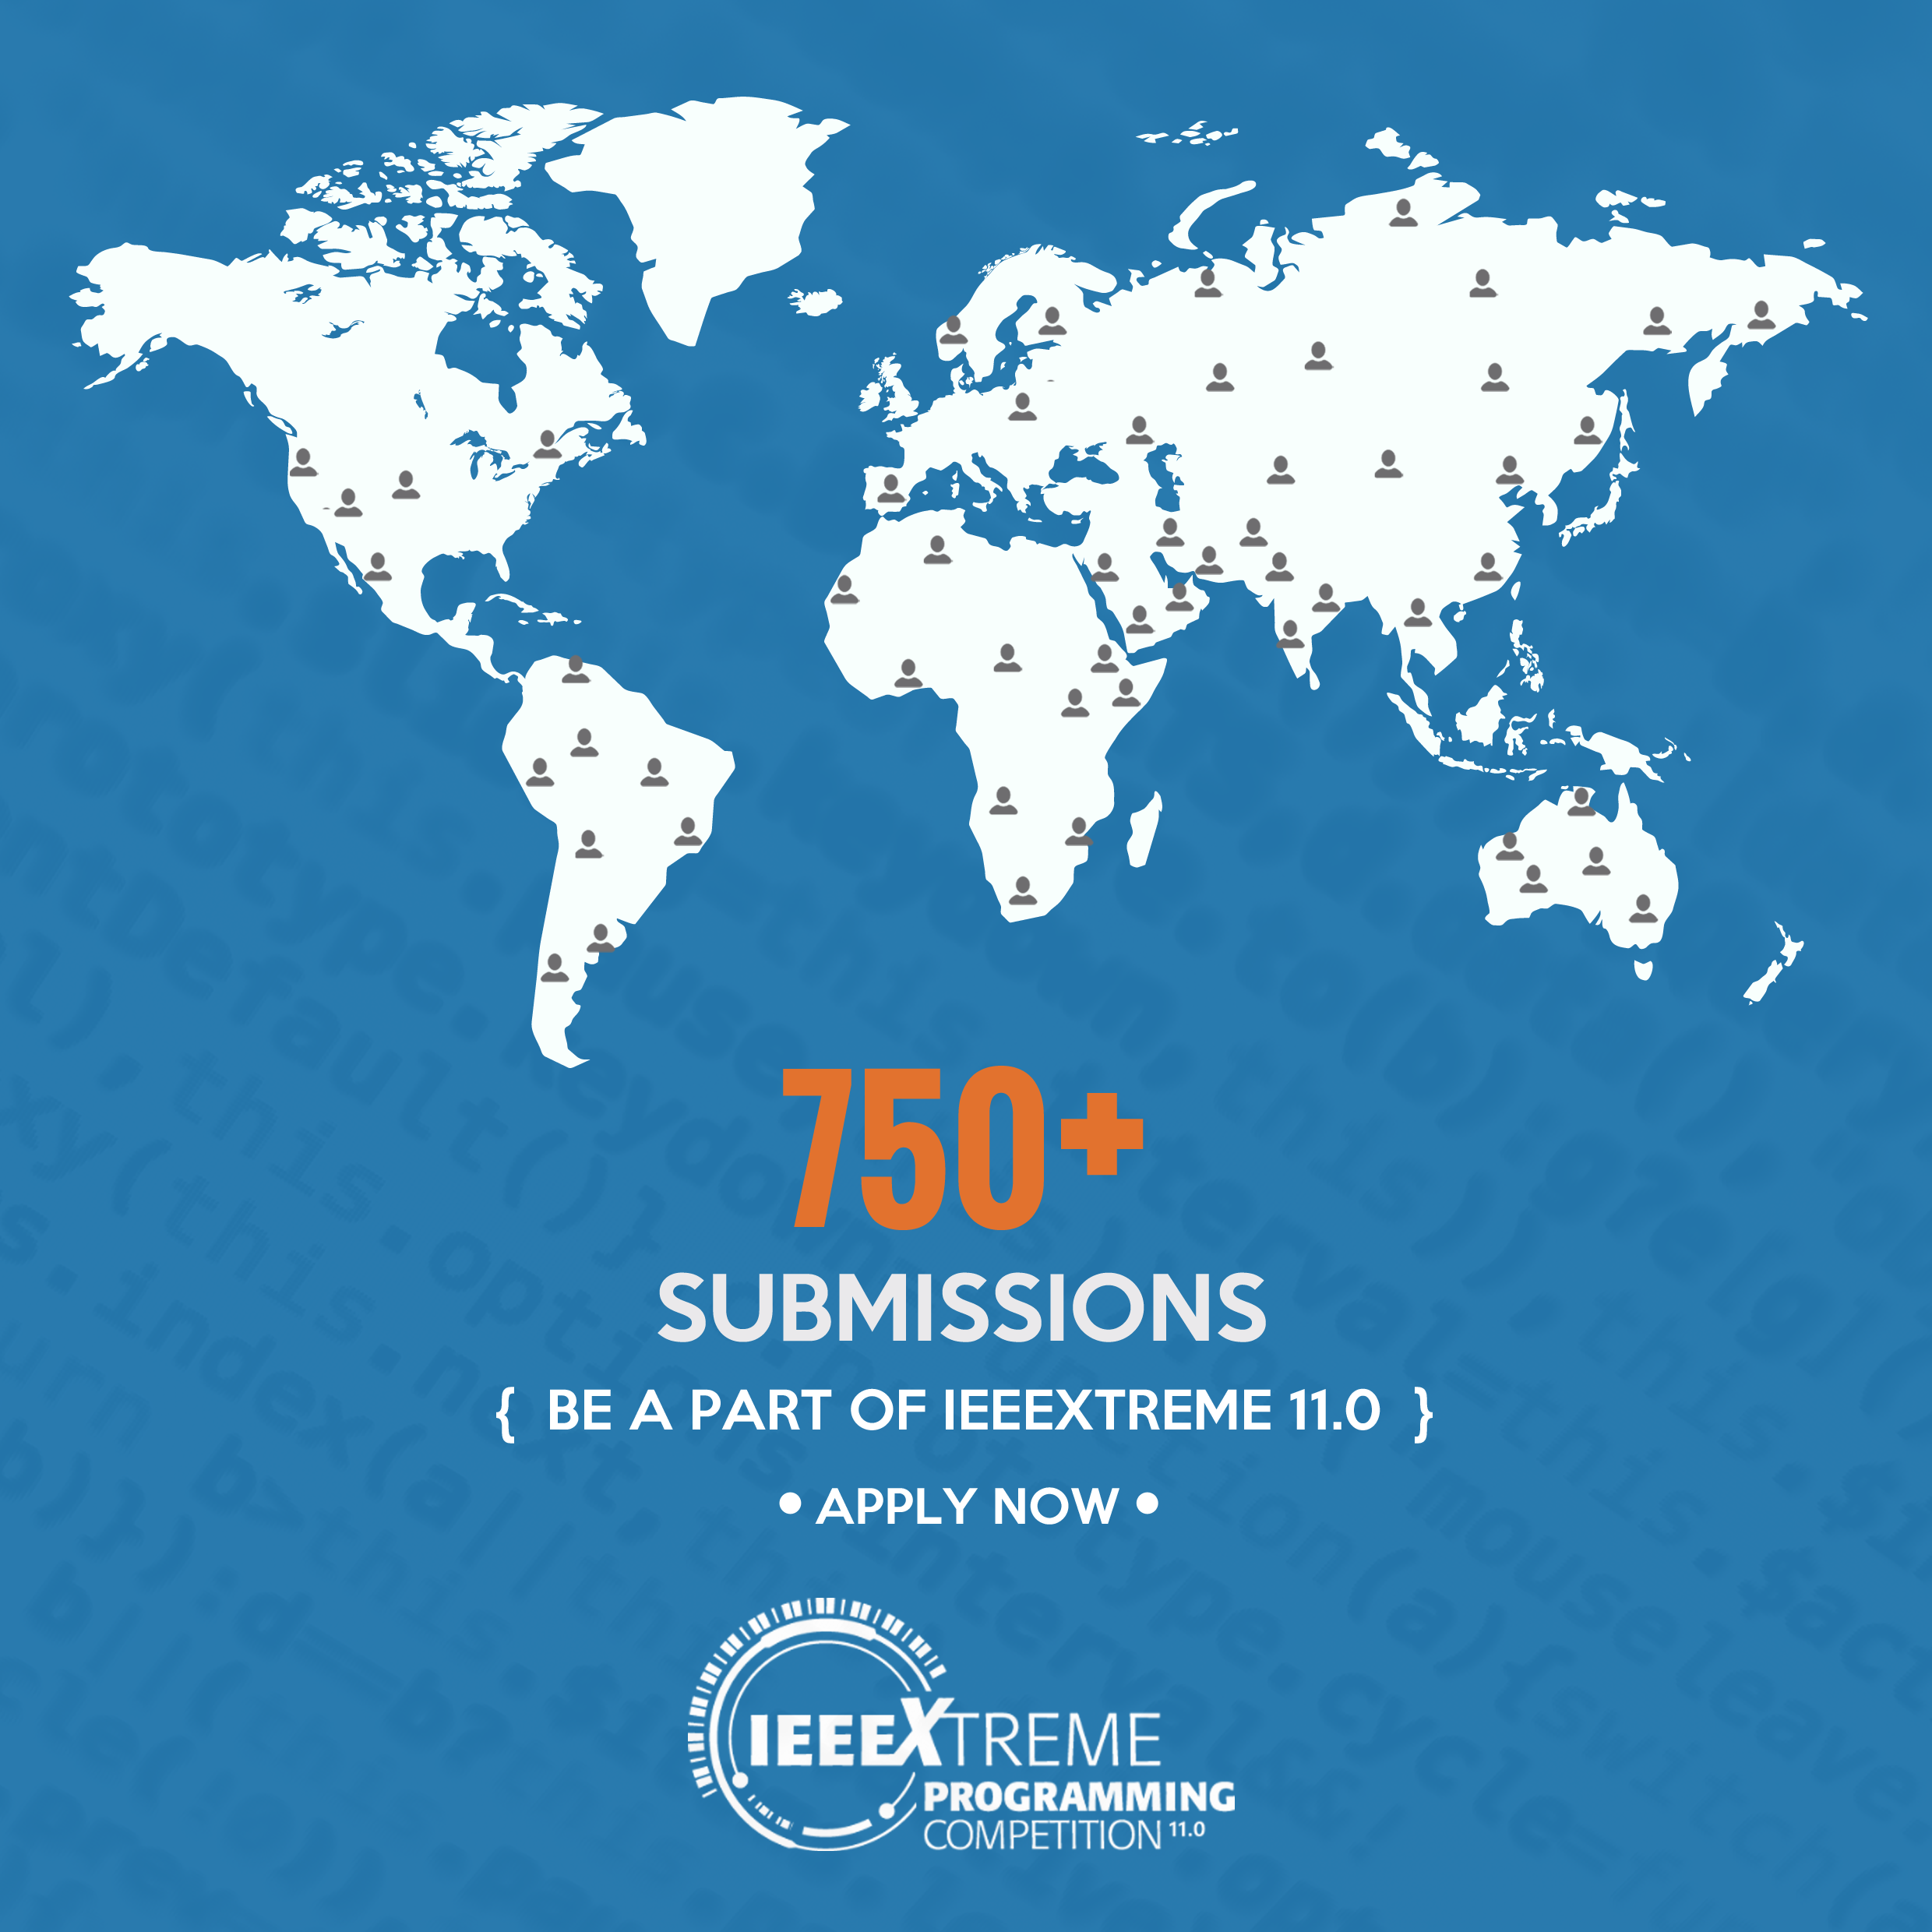 750+
SUBMISSIONS
{ BE A PART OF IEEEXTREME 11.0 }
• APPLY NOW •
IEEEXTREME
PROGRAMMING
COMPETITION 11.0